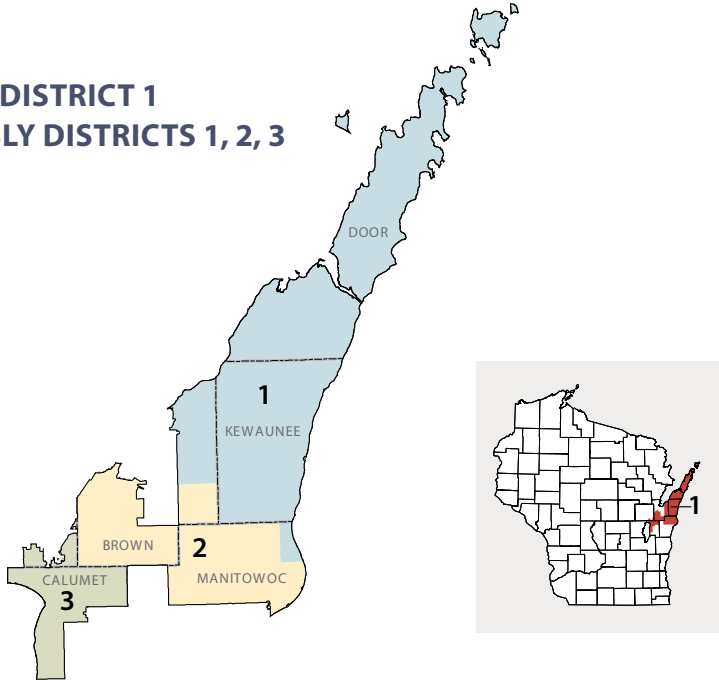 DISTRICT 1
LY DISTRICTS 1, 2, 3
DOOR
1
KEWAUNEE
1
BROWN
2
MANITOWOC
CALUMET
3